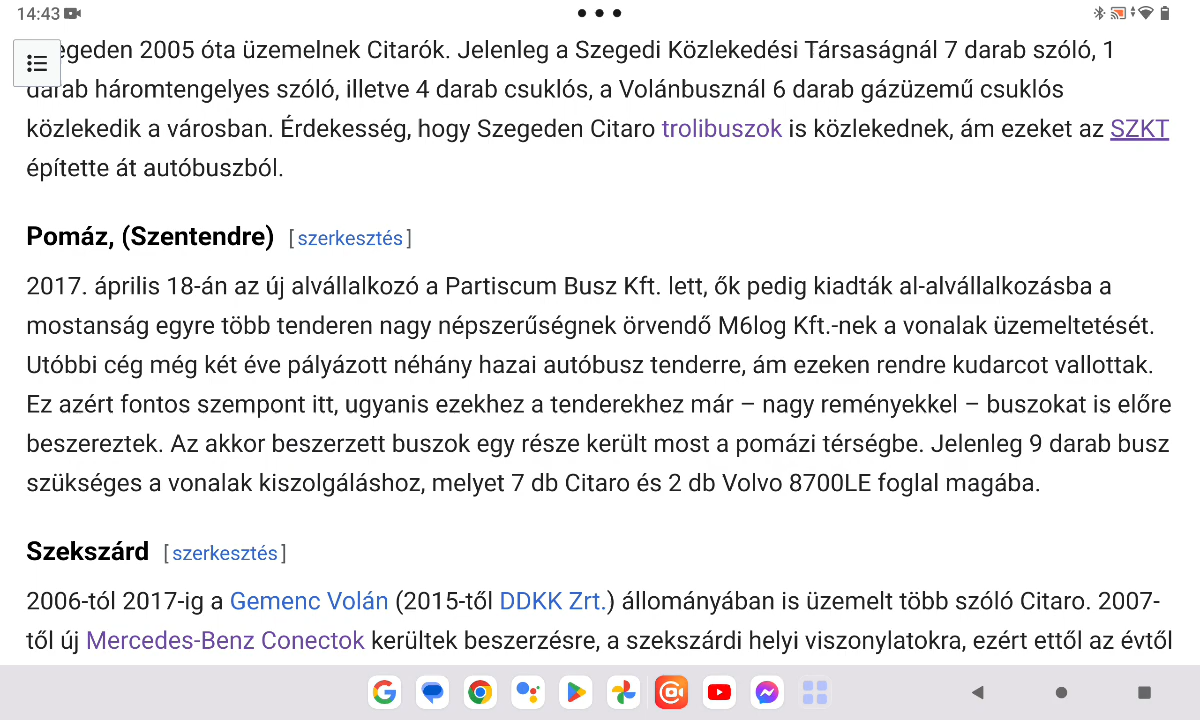 14:43
egeden 2005 óta üzemelnek Citarók. Jelenleg a Szegedi Közlekedési Társaságnál 7 darab szóló, 1
darab háromtengelyes szóló, illetve 4 darab csuklós, a Volánbusznál 6 darab gázüzemű csuklós
közlekedik a városban. Érdekesség, hogy Szegeden Citaro trolibuszok is közlekednek, ám ezeket az SZKT
építette át autóbuszból.
Pomáz, (Szentendre) [szerkesztés]
2017. április 18-án az új alvállalkozó a Partiscum Busz Kft. lett, ők pedig kiadták al-alvállalkozásba a
mostanság egyre több tenderen nagy népszerűségnek örvendő M6log Kft.-nek a vonalak üzemeltetését.
Utóbbi cég még két éve pályázott néhány hazai autóbusz tenderre, ám ezeken rendre kudarcot vallottak.
Ez azért fontos szempont itt, ugyanis ezekhez a tenderekhez már – nagy reményekkel – buszokat is előre
beszereztek. Az akkor beszerzett buszok egy része került most a pomázi térségbe. Jelenleg 9 darab busz
szükséges a vonalak kiszolgáláshoz, melyet 7 db Citaro és 2 db Volvo 8700LE foglal magába.
Szekszárd [szerkesztés]
2006-tól 2017-ig a Gemenc Volán (2015-től DDKK Zrt.) állományában is üzemelt több szóló Citaro. 2007-
től új Mercedes-Benz Conectok kerültek beszerzésre, a szekszárdi helyi viszonylatokra, ezért ettől az évtől